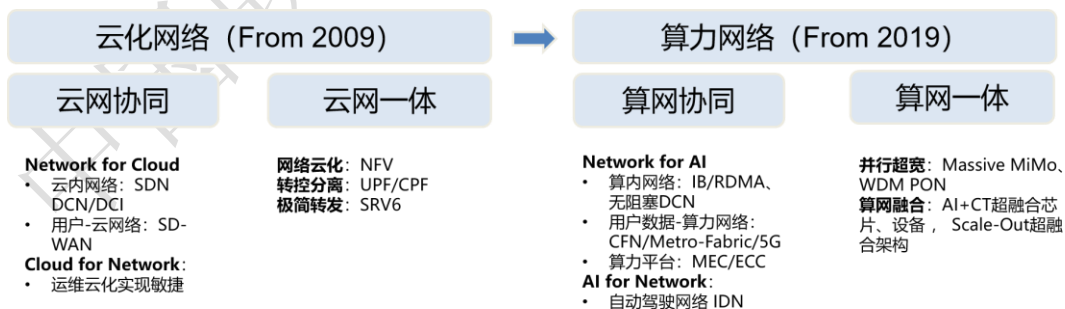 云化网络（From 2009）
算力网络（From 2019）
云网协同
云网一体
算网协同
算网一体
Network for Cloud
• 云内网络：SDN
DCN/DCI
• 用户-云网络：SD-
WAN
Cloud for Network：
• 运维云化实现敏捷
网络云化：NFV
转控分离：UPF/CPF
极简转发：SRV6
Network for AI
• 算内网络：IB/RDMA、
无阻塞DCN
• 用户数据-算力网络：
CFN/Metro-Fabric/5G
• 算力平台：MEC/ECC
AI for Network：
• 自动驾驶网络 IDN
并行超宽：Massive MiMo、
WDM PON
算网融合：AI+CT超融合芯
片、设备 ， Scale-Out超融
合架构